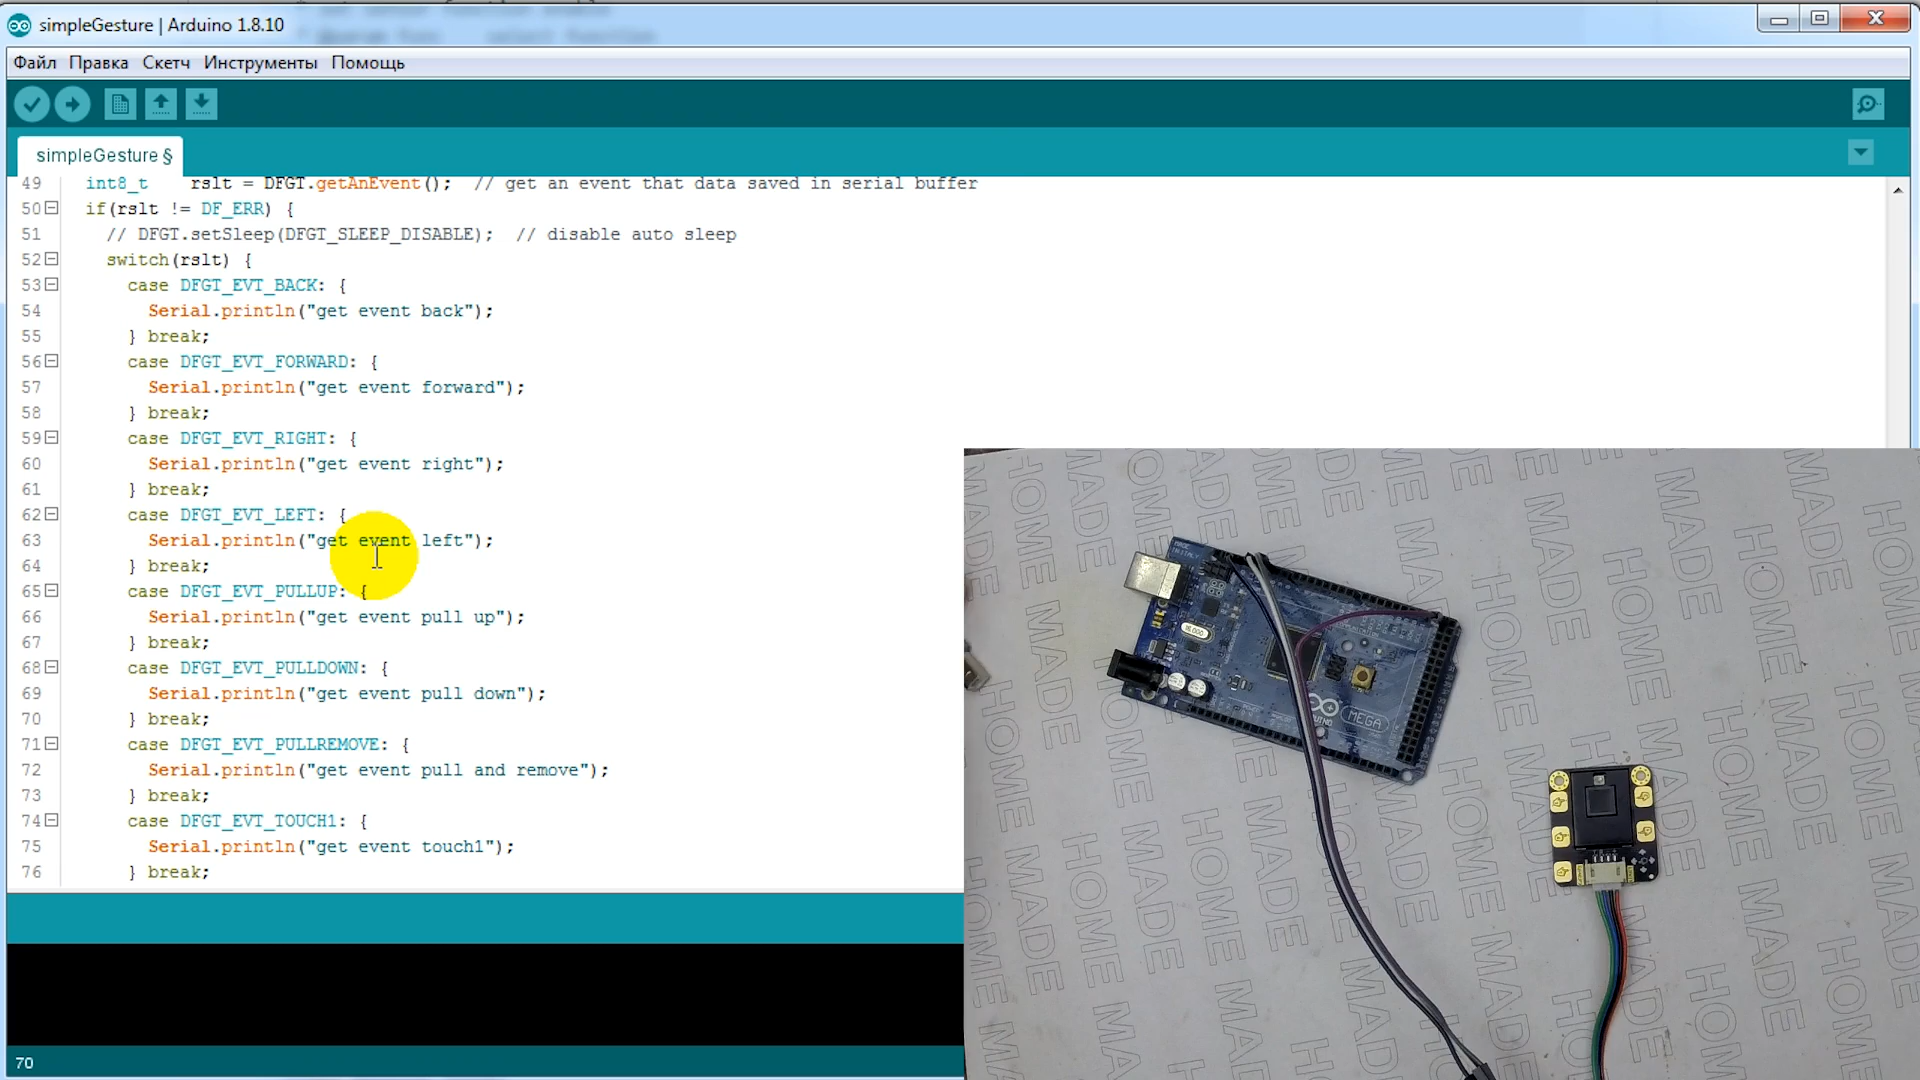 simpleGesture | Arduino 1.8.10
Файл Правка Скетч Инструменты Помощь
simpleGesture §
49 int8_t rslt = DFGT.getAnEvent(); // get an event that data saved in serial buffer
50 if(rslt != DF_ERR) {
51 // DFGT.setSleep(DFGT_SLEEP_DISABLE); // disable auto sleep
52 switch(rslt) {
53 case DFGT_EVT_BACK: {
54 Serial.println("get event back");
55 } break;
56 case DFGT_EVT_FORWARD: {
57 Serial.println("get event forward");
58 } break;
59 case DFGT_EVT_RIGHT: {
60 Serial.println("get event right");
61 } break;
62 case DFGT_EVT_LEFT: {
63 Serial.println("get event left");
64 } break;
65 case DFGT_EVT_PULLUP: {
66 Serial.println("get event pull up");
67 } break;
68 case DFGT_EVT_PULLDOWN: {
69 Serial.println("get event pull down");
70 } break;
71 case DFGT_EVT_PULLREMOVE: {
72 Serial.println("get event pull and remove");
73 } break;
74 case DFGT_EVT_TOUCH1: {
75 Serial.println("get event touch1");
76 } break;
70
HOME MADE
MEGA